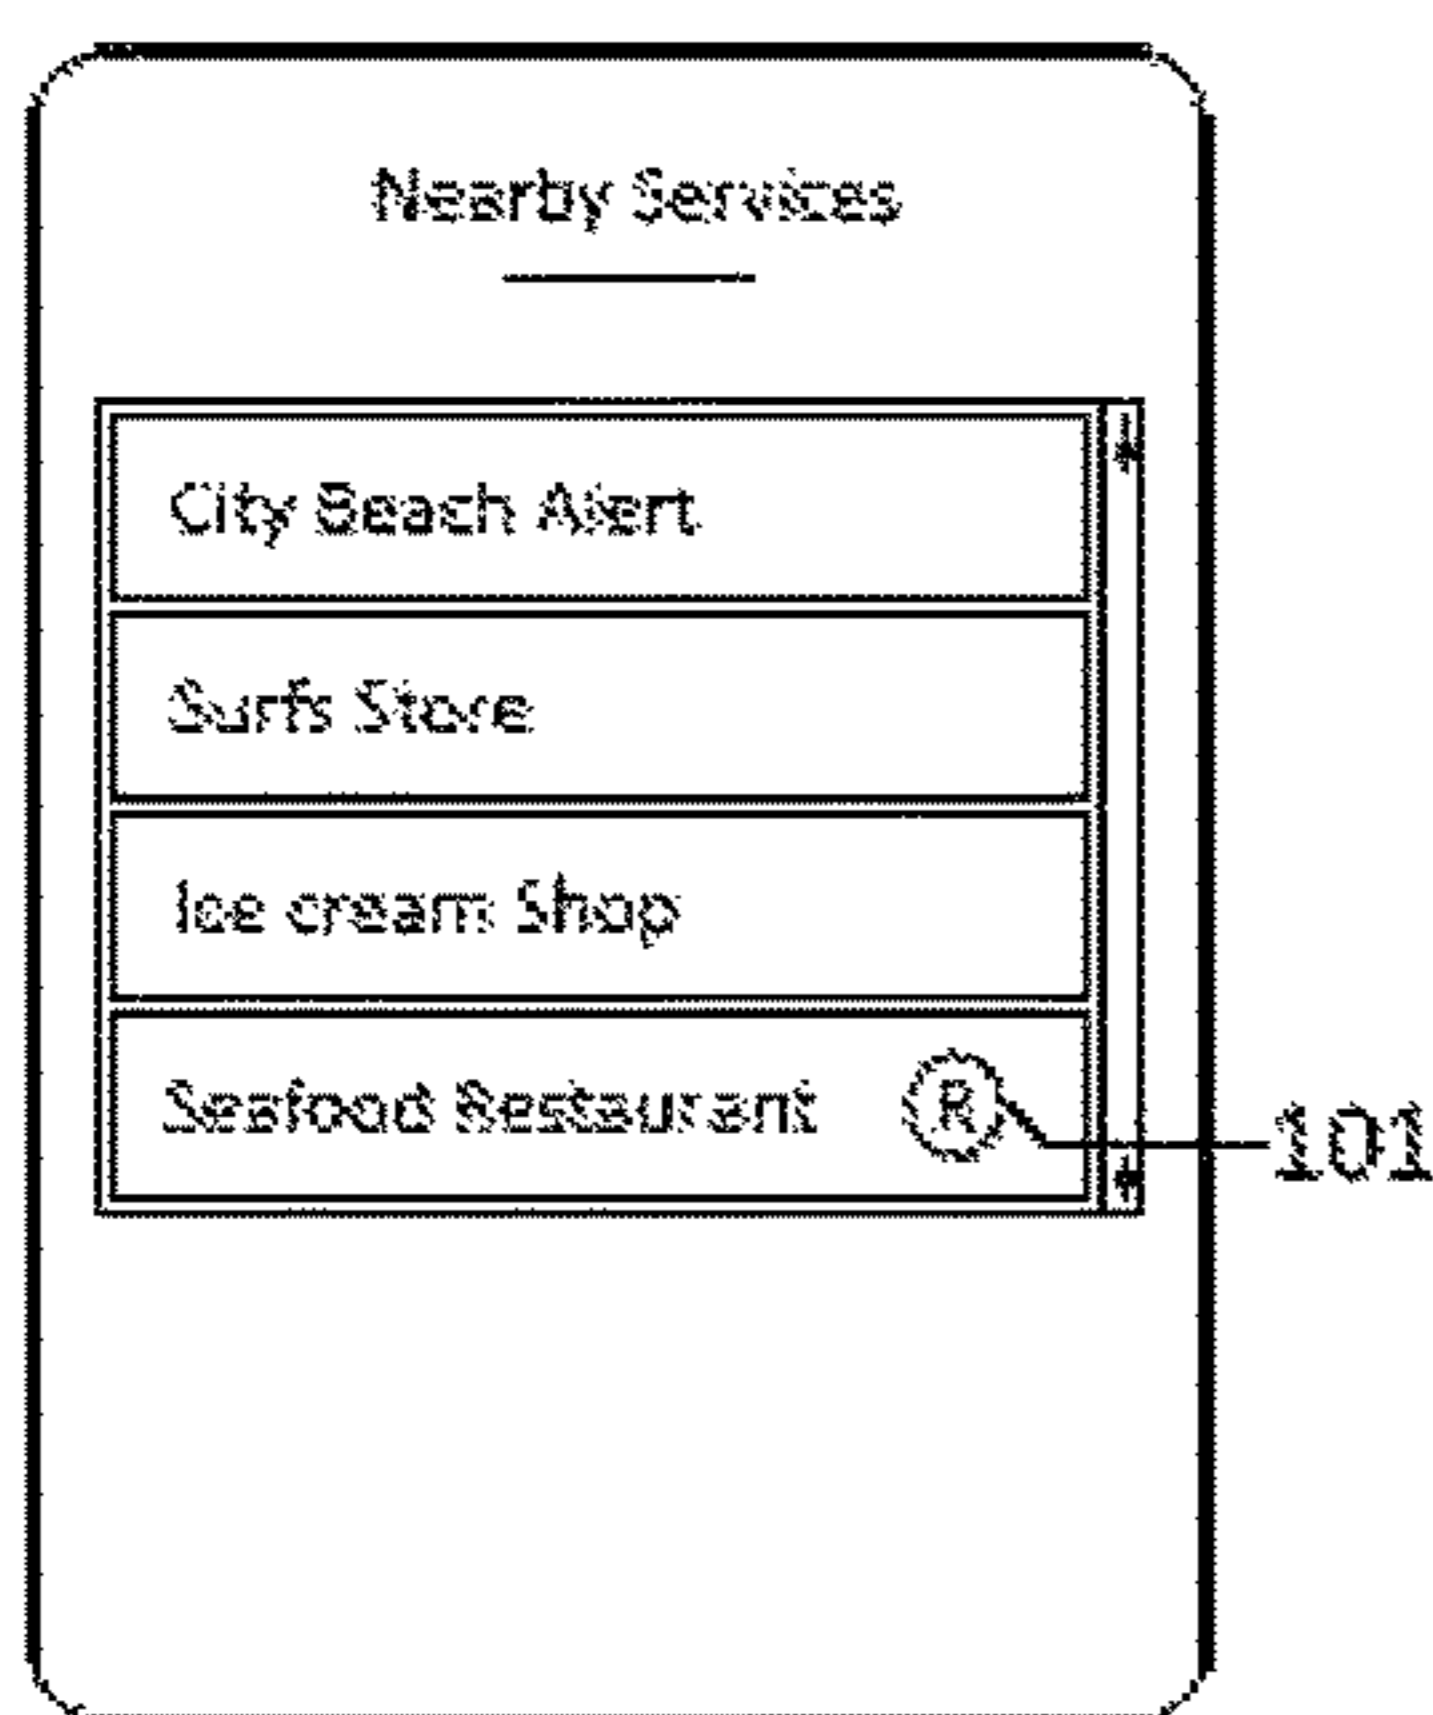 Nearby Services
City Beach Alert
Surfs Store
Ice cream Shop
Seafood Restaurant R 101